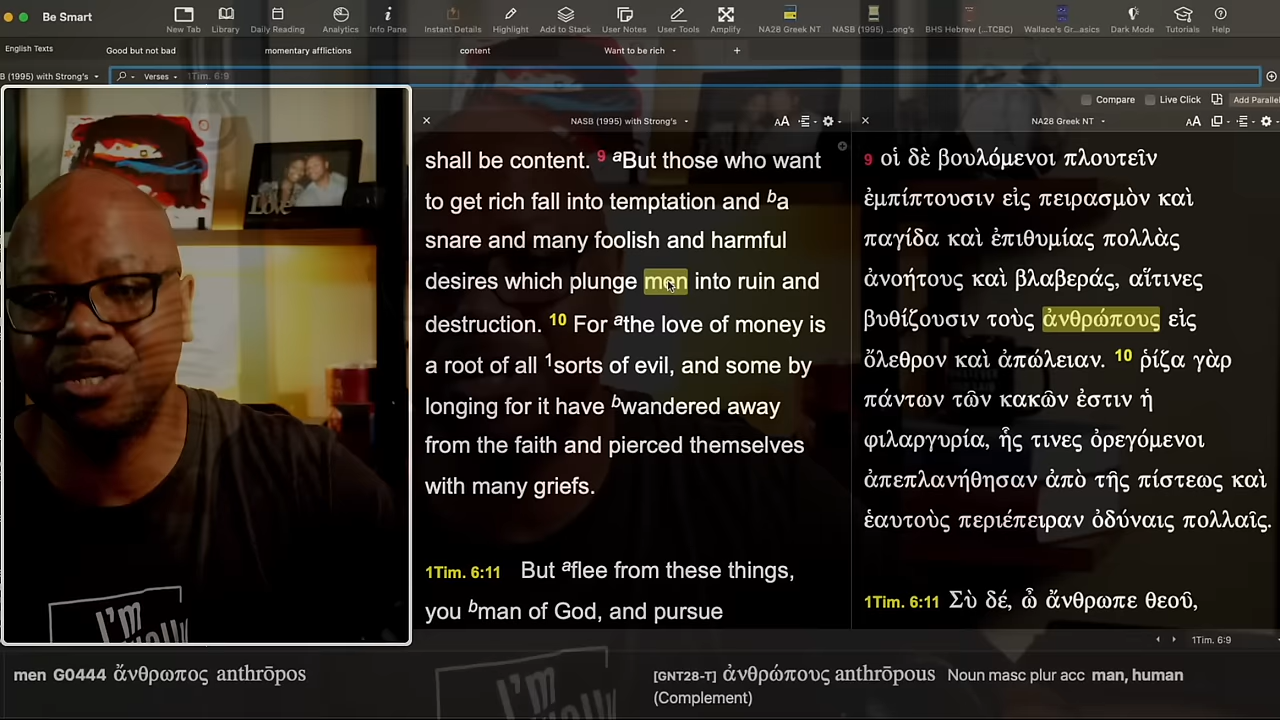 Be Smart
New Tab
Library
Daily Reading
Analytics
Info Pane
Instant Details
Highlight
Add to Stack
User Notes
User Tools
Amplify
NA28 Greek NT
NASB (1995) ...ong's
BHS Hebrew (...TCBC)
Wallace's Gr...asics
Dark Mode
Tutorials
Help
English Texts
Good but not bad
momentary afflictions
content
Want to be rich
B (1995) with Strong's
Verses
1Tim. 6:9
Compare
Live Click
Add Paralle
NASB (1995) with Strong's
AA
shall be content. 9 aBut those who want
to get rich fall into temptation and ba
snare and many foolish and harmful
desires which plunge men into ruin and
destruction. 10 For athe love of money is
a root of all 1sorts of evil, and some by
longing for it have bwandered away
from the faith and pierced themselves
with many griefs.
1Tim. 6:11 But aflee from these things,
you bman of God, and pursue
NA28 Greek NT
AA
9 οἱ δὲ βουλόμενοι πλουτεῖν
ἐμπίπτουσιν εἰς πειρασμὸν καὶ
παγίδα καὶ ἐπιθυμίας πολλὰς
ἀνοήτους καὶ βλαβεράς, αἵτινες
βυθίζουσιν τοὺς ἀνθρώπους εἰς
ὄλεθρον καὶ ἀπώλειαν. 10 ῥίζα γὰρ
πάντων τῶν κακῶν ἐστιν ἡ
φιλαργυρία, ἧς τινες ὀρεγόμενοι
ἀπεπλανήθησαν ἀπὸ τῆς πίστεως καὶ
ἑαυτοὺς περιέπειραν ὀδύναις πολλαῖς.
1Tim. 6:11 Σὺ δέ, ὦ ἄνθρωπε θεοῦ,
1Tim. 6:9
Love
I'm
men G0444 ἄνθρωπος anthrōpos
[GNT28-T] ἀνθρώπους anthrōpous Noun masc plur acc man, human
(Complement)
I'm